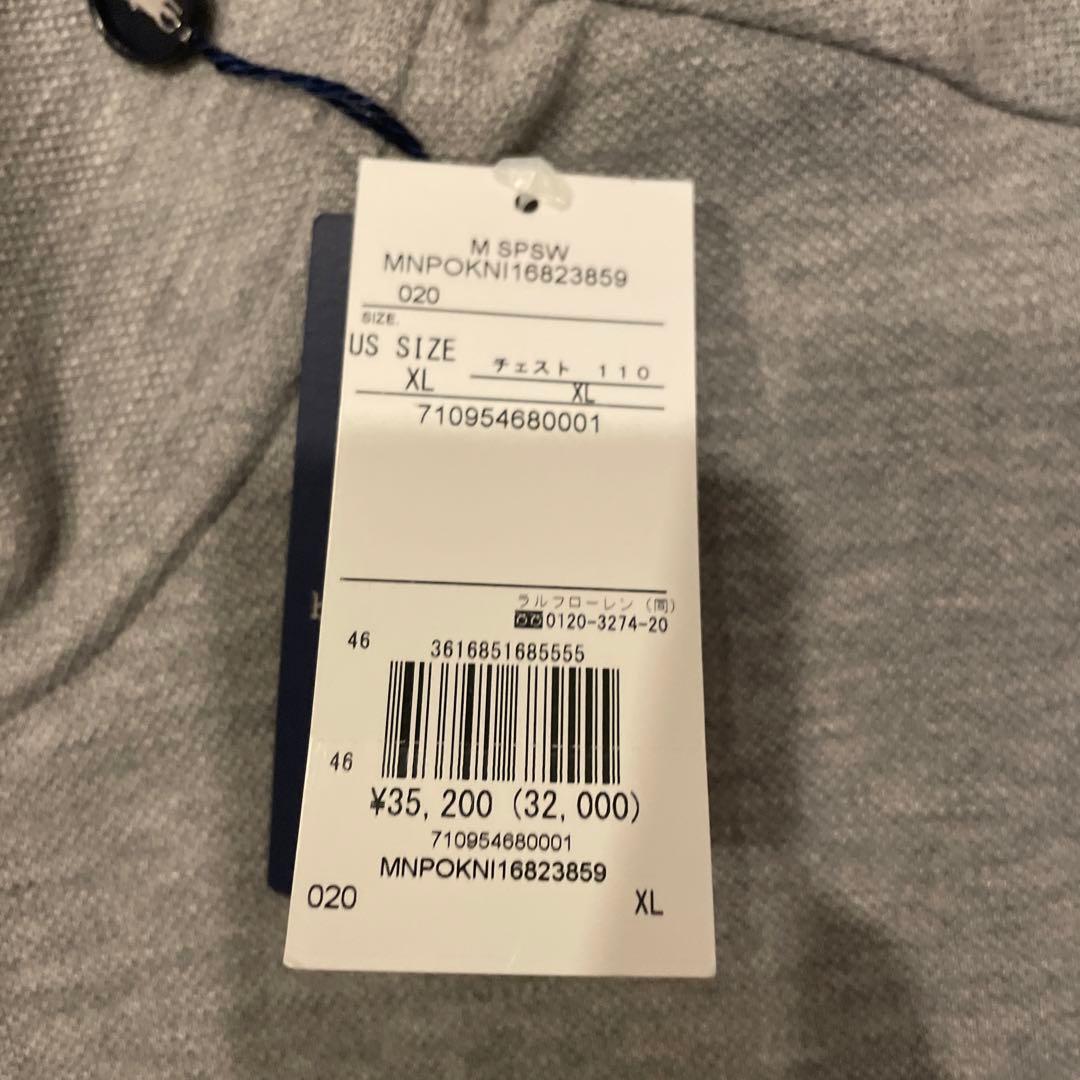 M SPSW
MNPOKNI16823859
020
SIZE.
US SIZE
XL
チェスト 110
XL
710954680001
ラルフローレン (同)
0120-3274-20
46
3616851685555
46
¥35,200 (32,000)
710954680001
MNPOKNI16823859
020
XL